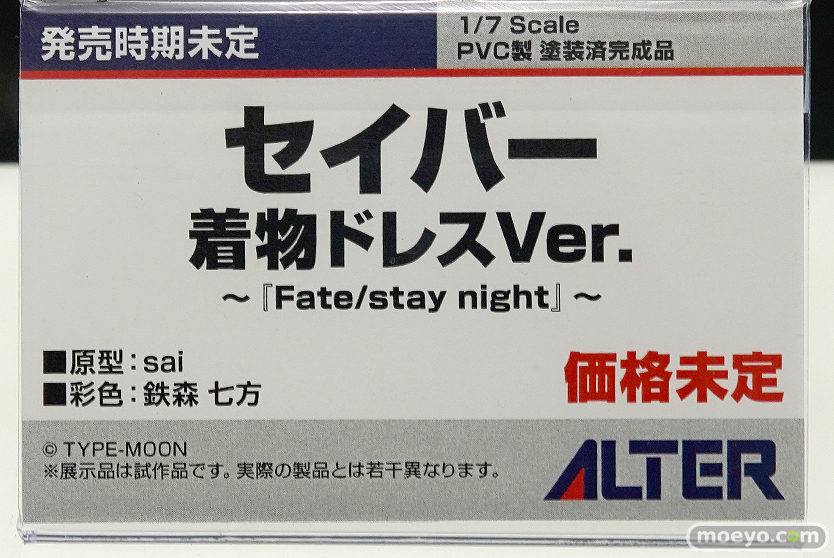 発売時期未定
1/7 Scale
PVC製 塗装済完成品
セイバー
着物ドレスVer.
～『Fate/stay night』～
■原型：sai
■彩色：鉄森 七方
価格未定
© TYPE-MOON
※展示品は試作品です。実際の製品とは若干異なります。
ALTER
moeyo.com